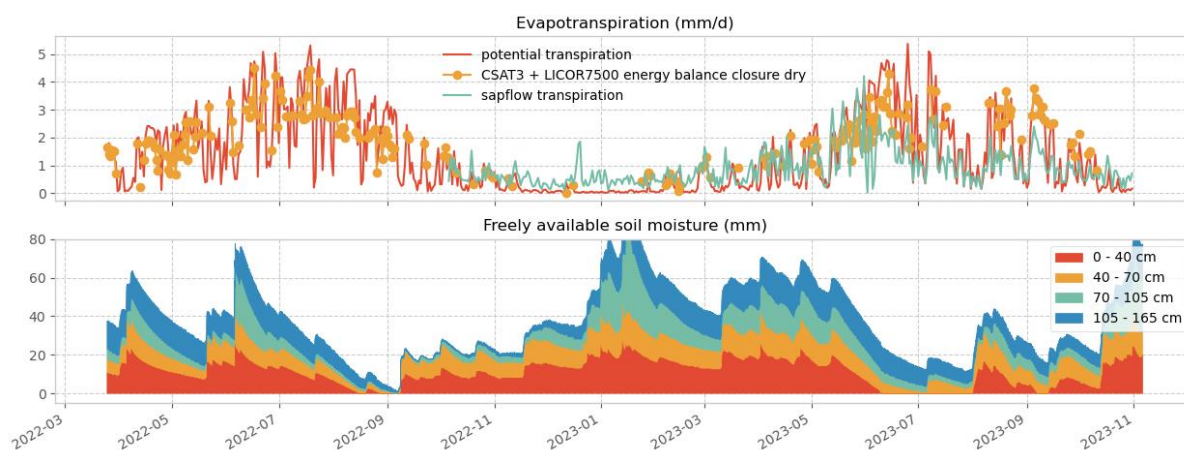 Evapotranspiration (mm/d)
5
4
3
2
1
0
potential transpiration
CSAT3 + LICOR7500 energy balance closure dry
sapflow transpiration
Freely available soil moisture (mm)
80
60
40
20
0
0 - 40 cm
40 - 70 cm
70 - 105 cm
105 - 165 cm
2022-03
2022-05
2022-07
2022-09
2022-11
2023-01
2023-03
2023-05
2023-07
2023-09
2023-11